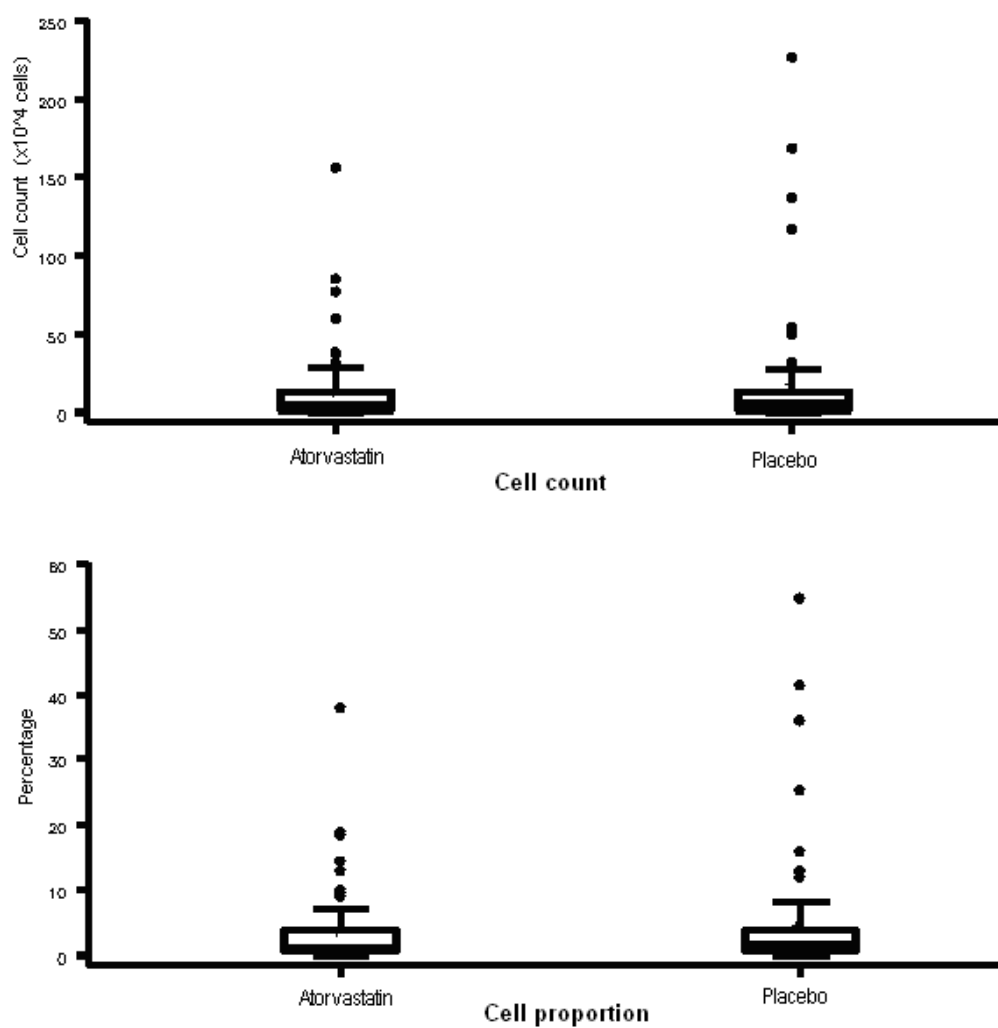 Cell count (x10^4 cells)
250
200
150
100
50
0
Atorvastatin
Placebo
Cell count
Percentage
60
50
40
30
20
10
0
Atorvastatin
Placebo
Cell proportion